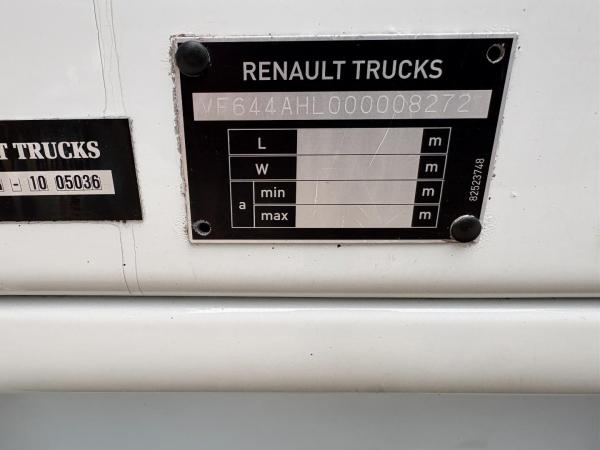 RENAULT TRUCKS
VF644AHL000008272
L m
W m
a min m
max m
82523748
T TRUCKS
- 10 05036